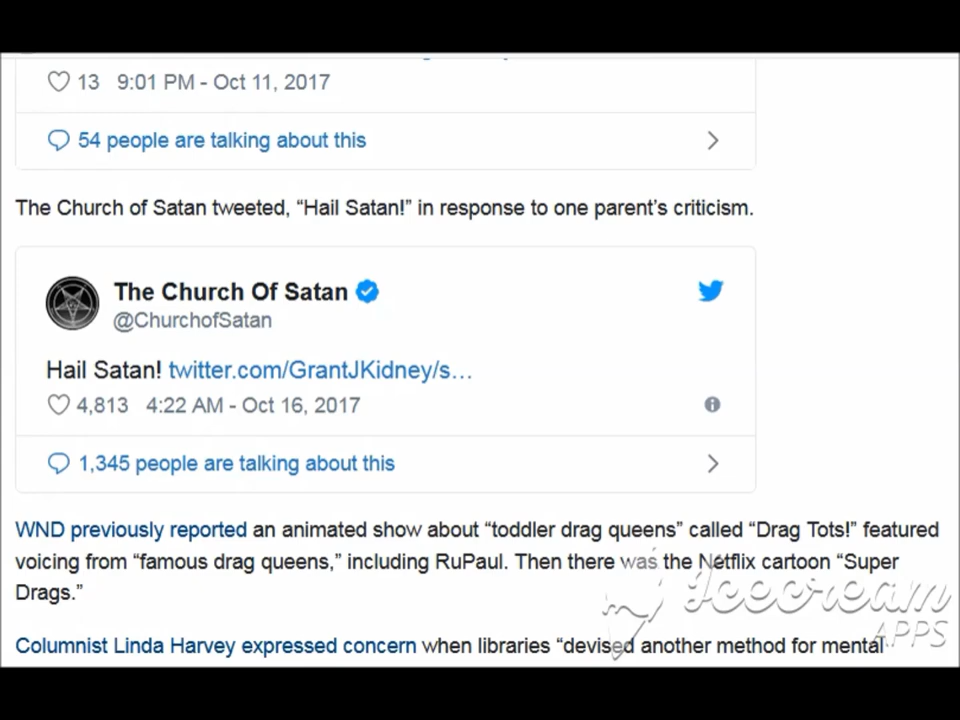 13 9:01 PM - Oct 11, 2017
54 people are talking about this
The Church of Satan tweeted, “Hail Satan!” in response to one parent’s criticism.
The Church Of Satan
@ChurchofSatan
Hail Satan! twitter.com/GrantJKidney/s…
4,813 4:22 AM - Oct 16, 2017
1,345 people are talking about this
WND previously reported an animated show about “toddler drag queens” called “Drag Tots!” featured
voicing from “famous drag queens,” including RuPaul. Then there was the Netflix cartoon “Super
Drags.”
Icecream
APPS
Columnist Linda Harvey expressed concern when libraries “devised another method for mental